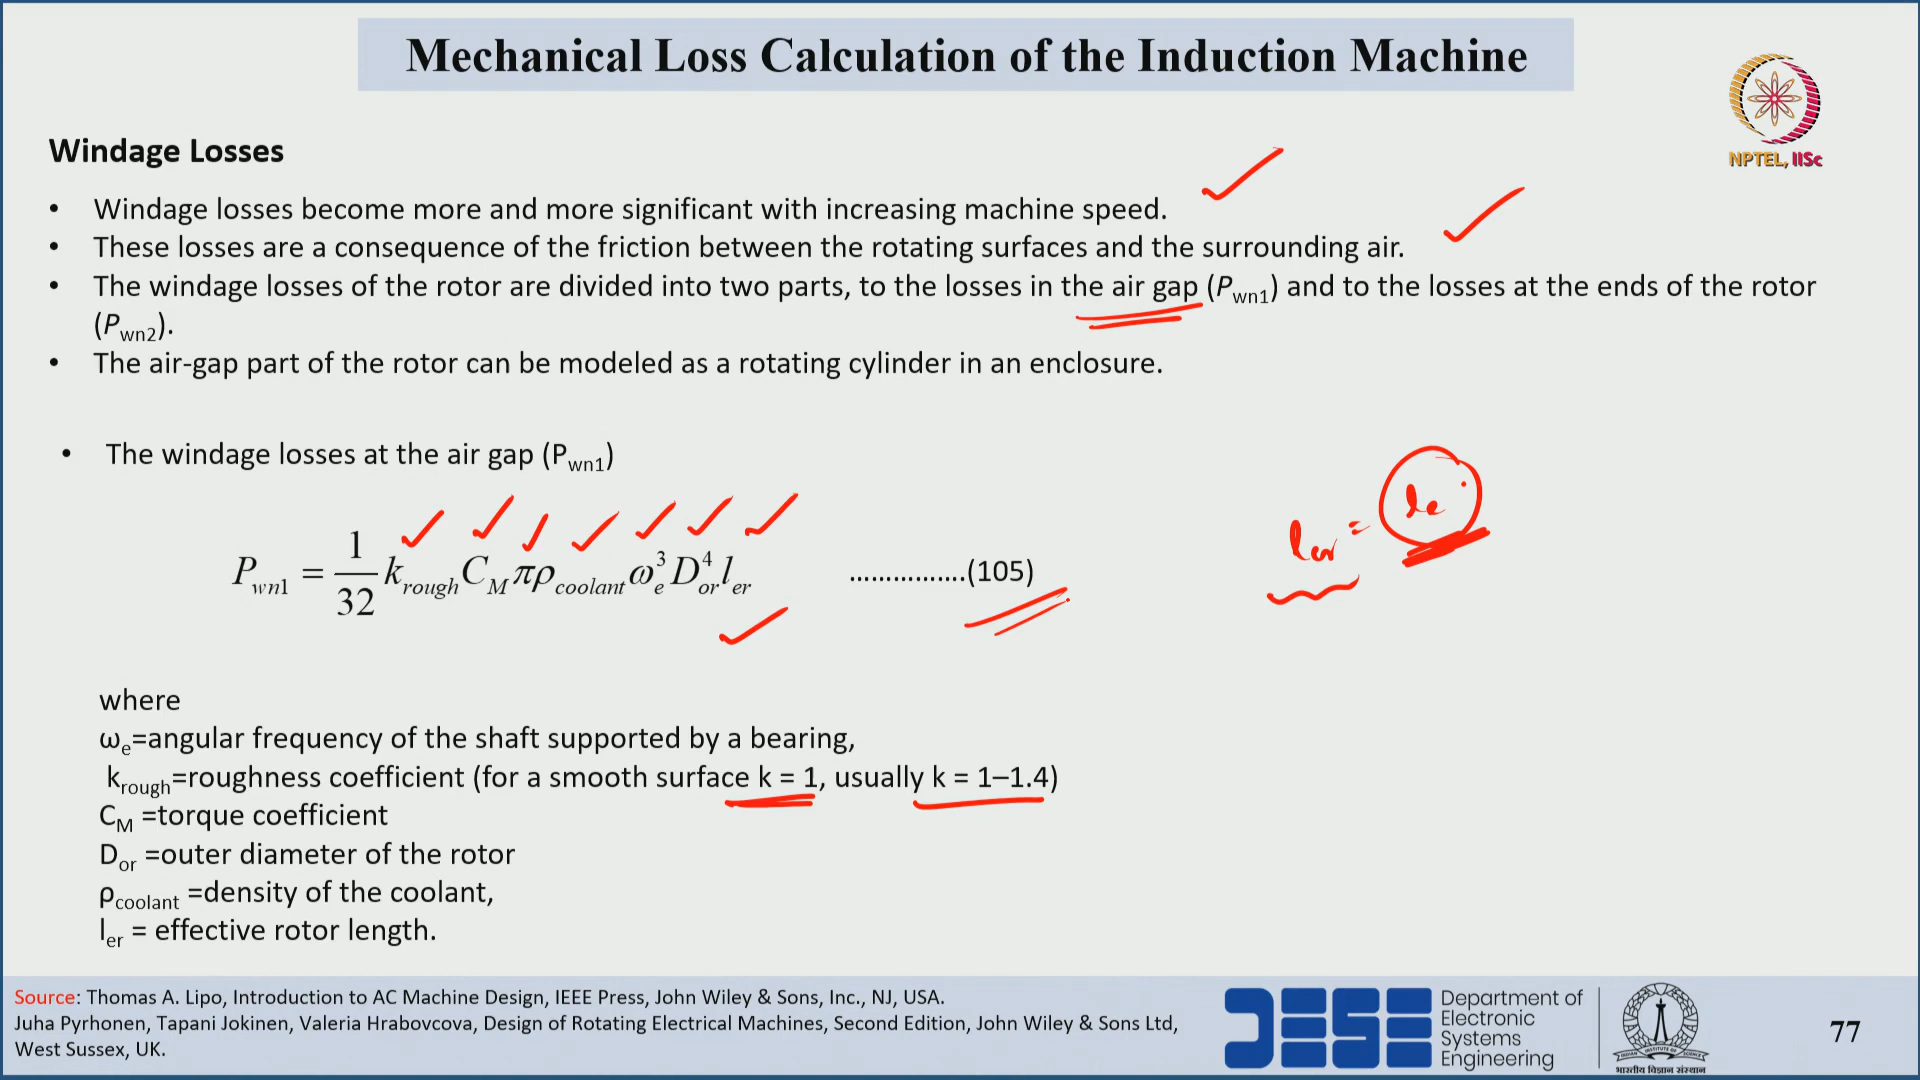 Mechanical Loss Calculation of the Induction Machine
NPTEL, IISc
Windage Losses
• Windage losses become more and more significant with increasing machine speed.
• These losses are a consequence of the friction between the rotating surfaces and the surrounding air.
• The windage losses of the rotor are divided into two parts, to the losses in the air gap (Pwn1) and to the losses at the ends of the rotor
(Pwn2).
• The air-gap part of the rotor can be modeled as a rotating cylinder in an enclosure.
• The windage losses at the air gap (Pwn1)
ler = le
Pwn1 = 1/32 krough CM πρcoolant ωe^3 Dor^4 ler ................(105)
where
ωe=angular frequency of the shaft supported by a bearing,
krough=roughness coefficient (for a smooth surface k = 1, usually k = 1–1.4)
CM =torque coefficient
Dor =outer diameter of the rotor
ρcoolant =density of the coolant,
ler = effective rotor length.
Source: Thomas A. Lipo, Introduction to AC Machine Design, IEEE Press, John Wiley & Sons, Inc., NJ, USA.
Juha Pyrhonen, Tapani Jokinen, Valeria Hrabovcova, Design of Rotating Electrical Machines, Second Edition, John Wiley & Sons Ltd,
West Sussex, UK.
DESE
Department of
Electronic
Systems
Engineering
भारतीय विज्ञान संस्थान
77